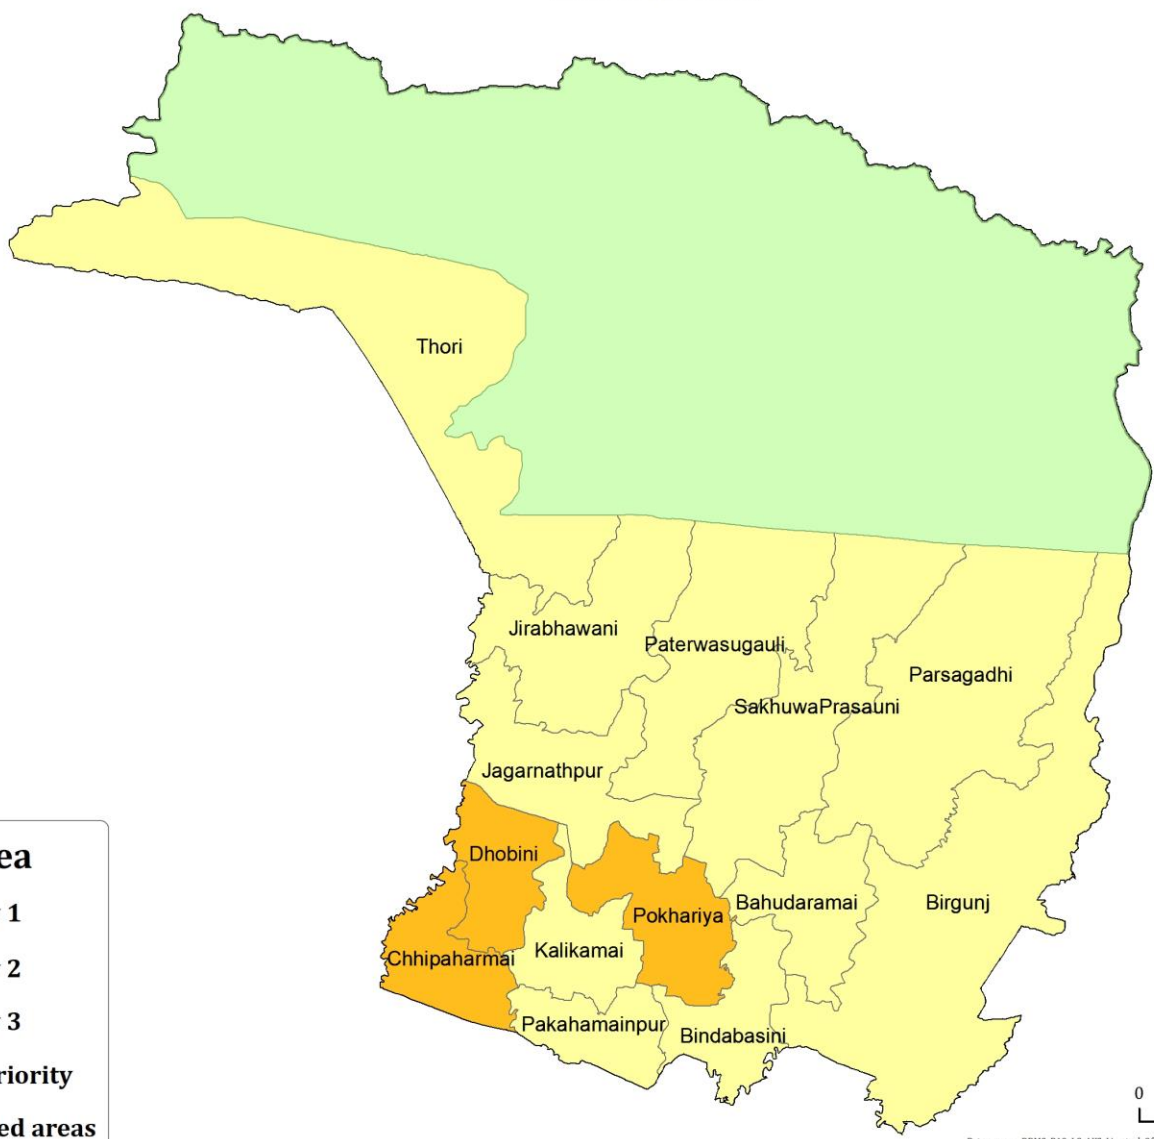 Thori
Jirabhawani
Paterwasugauli
Parsagadhi
SakhuwaPrasauni
Jagarnathpur
Dhobini
Bahudaramai
Birgunj
Pokhariya
Kalikamai
Chhipaharmai
Pakahamainpur
Bindabasini
ea
1
2
3
riority
ed areas
0